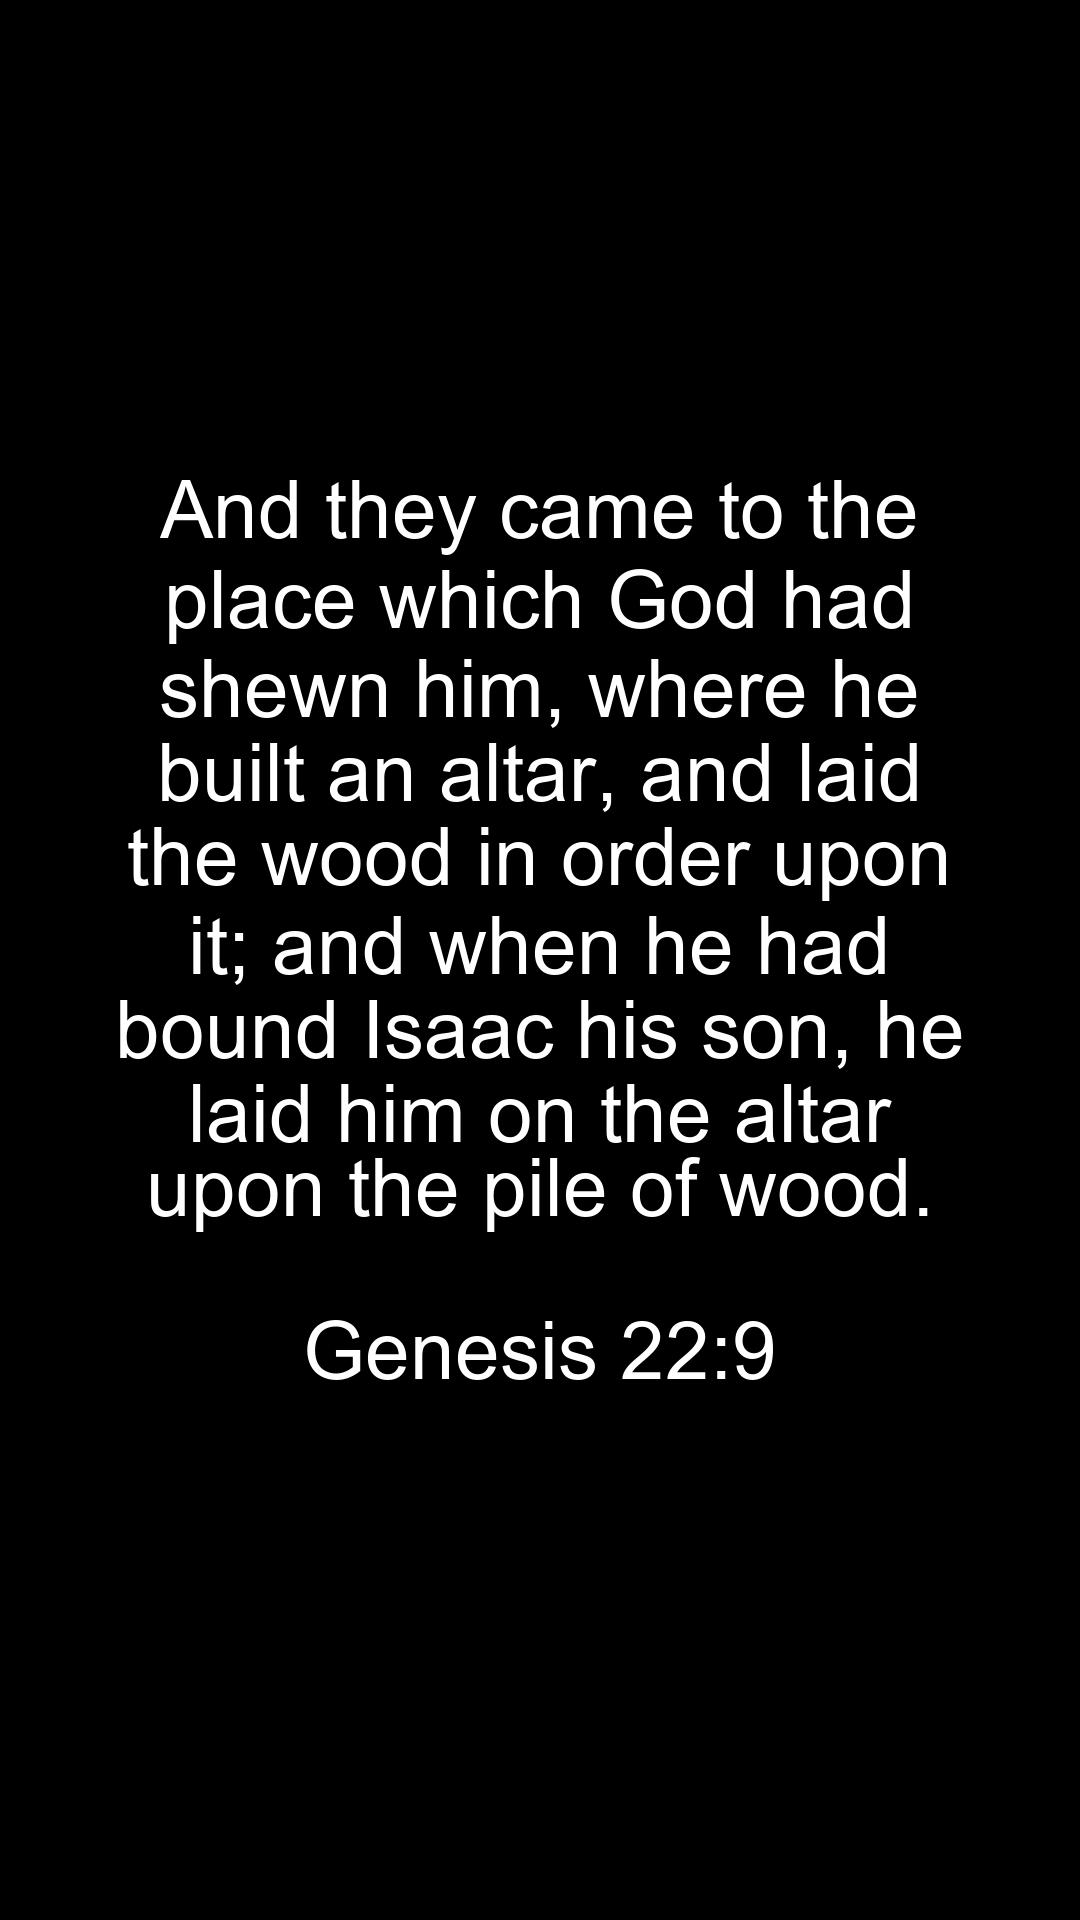 And they came to the
place which God had
shewn him, where he
built an altar, and laid
the wood in order upon
it; and when he had
bound Isaac his son, he
laid him on the altar
upon the pile of wood.
Genesis 22:9